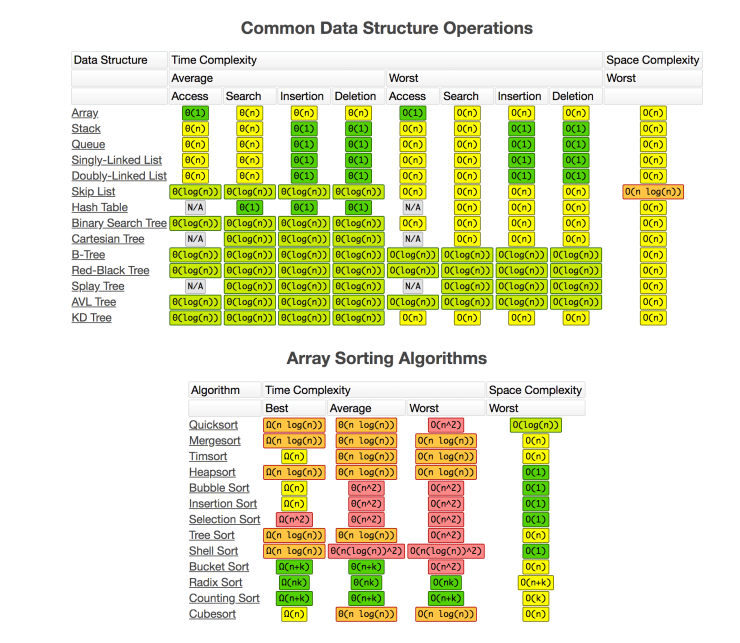 Common Data Structure Operations
Data Structure Time Complexity Space Complexity
Average Worst Worst
Access Search Insertion Deletion Access Search Insertion Deletion
Array Θ(1) Θ(n) Θ(n) Θ(n) O(1) O(n) O(n) O(n) O(n)
Stack Θ(n) Θ(n) Θ(1) Θ(1) O(n) O(n) O(1) O(1) O(n)
Queue Θ(n) Θ(n) Θ(1) Θ(1) O(n) O(n) O(1) O(1) O(n)
Singly-Linked List Θ(n) Θ(n) Θ(1) Θ(1) O(n) O(n) O(1) O(1) O(n)
Doubly-Linked List Θ(n) Θ(n) Θ(1) Θ(1) O(n) O(n) O(1) O(1) O(n)
Skip List Θ(log(n)) Θ(log(n)) Θ(log(n)) Θ(log(n)) O(n) O(n) O(n) O(n) O(n log(n))
Hash Table N/A Θ(1) Θ(1) Θ(1) N/A O(n) O(n) O(n) O(n)
Binary Search Tree Θ(log(n)) Θ(log(n)) Θ(log(n)) Θ(log(n)) O(n) O(n) O(n) O(n) O(n)
Cartesian Tree N/A Θ(log(n)) Θ(log(n)) Θ(log(n)) N/A O(n) O(n) O(n) O(n)
B-Tree Θ(log(n)) Θ(log(n)) Θ(log(n)) Θ(log(n)) O(log(n)) O(log(n)) O(log(n)) O(log(n)) O(n)
Red-Black Tree Θ(log(n)) Θ(log(n)) Θ(log(n)) Θ(log(n)) O(log(n)) O(log(n)) O(log(n)) O(log(n)) O(n)
Splay Tree N/A Θ(log(n)) Θ(log(n)) Θ(log(n)) N/A O(log(n)) O(log(n)) O(log(n)) O(n)
AVL Tree Θ(log(n)) Θ(log(n)) Θ(log(n)) Θ(log(n)) O(log(n)) O(log(n)) O(log(n)) O(log(n)) O(n)
KD Tree Θ(log(n)) Θ(log(n)) Θ(log(n)) Θ(log(n)) O(n) O(n) O(n) O(n) O(n)
Array Sorting Algorithms
Algorithm Time Complexity Space Complexity
Best Average Worst Worst
Quicksort Ω(n log(n)) Θ(n log(n)) O(n^2) O(log(n))
Mergesort Ω(n log(n)) Θ(n log(n)) O(n log(n)) O(n)
Timsort Ω(n) Θ(n log(n)) O(n log(n)) O(n)
Heapsort Ω(n log(n)) Θ(n log(n)) O(n log(n)) O(1)
Bubble Sort Ω(n) Θ(n^2) O(n^2) O(1)
Insertion Sort Ω(n) Θ(n^2) O(n^2) O(1)
Selection Sort Ω(n^2) Θ(n^2) O(n^2) O(1)
Tree Sort Ω(n log(n)) Θ(n log(n)) O(n^2) O(n)
Shell Sort Ω(n log(n)) Θ(n(log(n))^2) O(n(log(n))^2) O(1)
Bucket Sort Ω(n+k) Θ(n+k) O(n^2) O(n)
Radix Sort Ω(nk) Θ(nk) O(nk) O(n+k)
Counting Sort Ω(n+k) Θ(n+k) O(n+k) O(k)
Cubesort Ω(n) Θ(n log(n)) O(n log(n)) O(n)